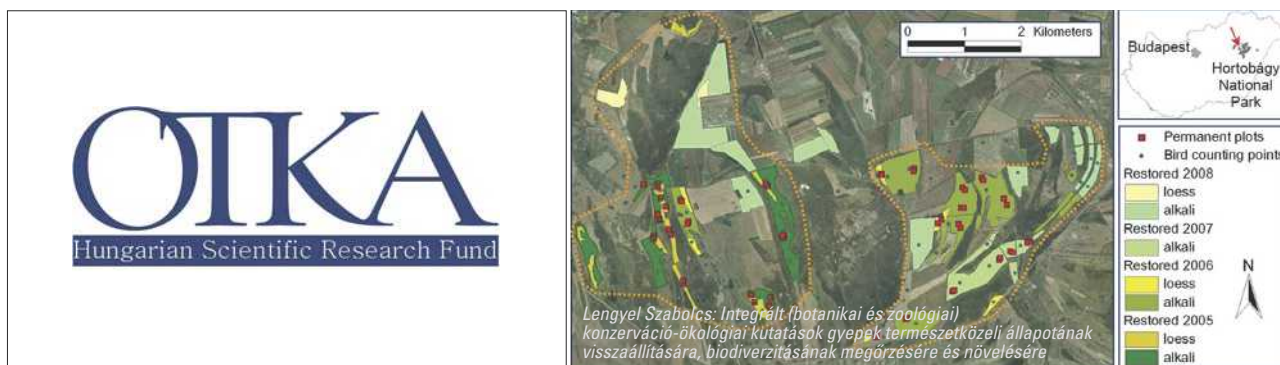 OTKA
Hungarian Scientific Research Fund
0 1 2 Kilometers
Lengyel Szabolcs: Integrált (botanikai és zoológiai)
konzerváció-ökológiai kutatások gyepek természetközeli állapotának
visszaállítására, biodiverzitásának megőrzésére és növelésére
Budapest
Hortobágy
National
Park
Permanent plots
Bird counting points
Restored 2008
loess
alkali
Restored 2007
alkali
Restored 2006
loess
alkali
Restored 2005
loess
alkali
N